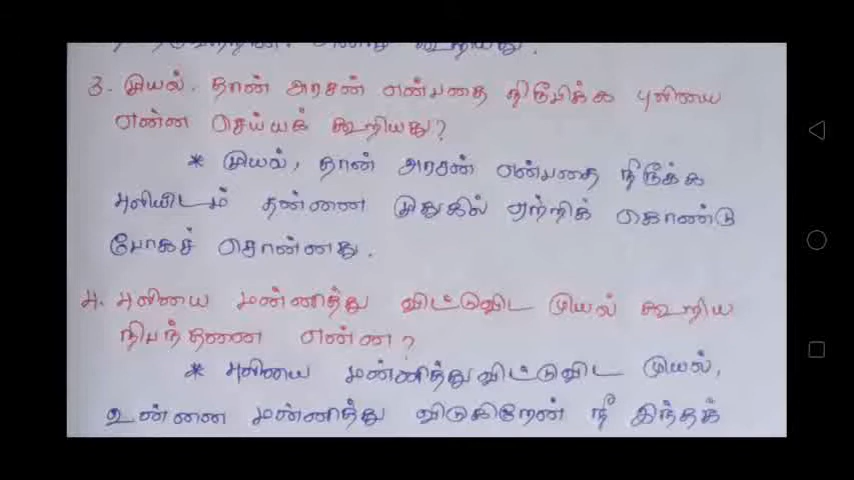 கூறியது.
3. முயல், தான் அரசன் என்பதை நிரூபிக்க புலியை
என்ன செய்யக் கூறியது?
* முயல், தான் அரசன் என்பதை நிரூக்க
புலியிடம் தன்னை முதுகில் ஏற்றிக் கொண்டு
போகச் சொன்னது.
4. புலியை மன்னித்து விட்டுவிட முயல் கூறிய
நிபந்தனை என்ன?
* புலியை மன்னித்துவிட்டுவிட முயல்,
உன்னை மன்னித்து விடுகிறேன் நீ இந்தக்